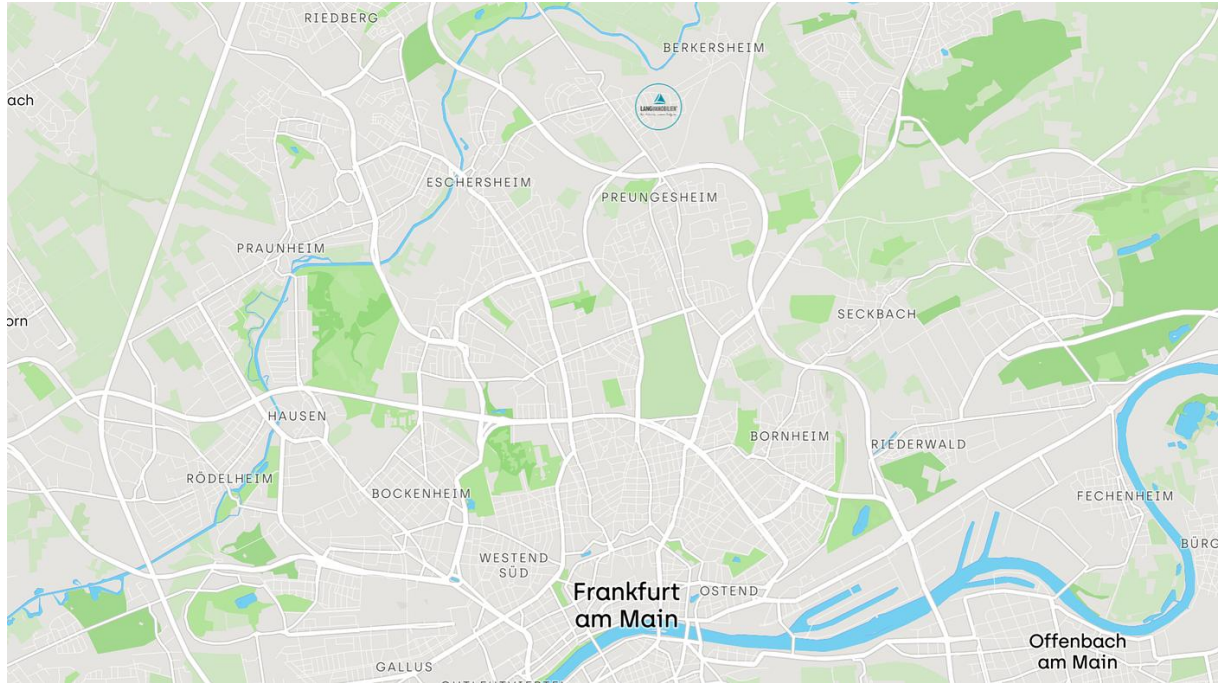 RIEDBERG
BERKERSHEIM
ach
LANGIMMOBILIEN
ESCHERSHEIM
PREUNGESHEIM
PRAUNHEIM
orn
SECKBACH
HAUSEN
BORNHEIM
RIEDERWALD
RÖDELHEIM
BOCKENHEIM
FECHENHEIM
BÜRG
WESTEND
SÜD
Frankfurt
am Main
OSTEND
Offenbach
am Main
GALLUS